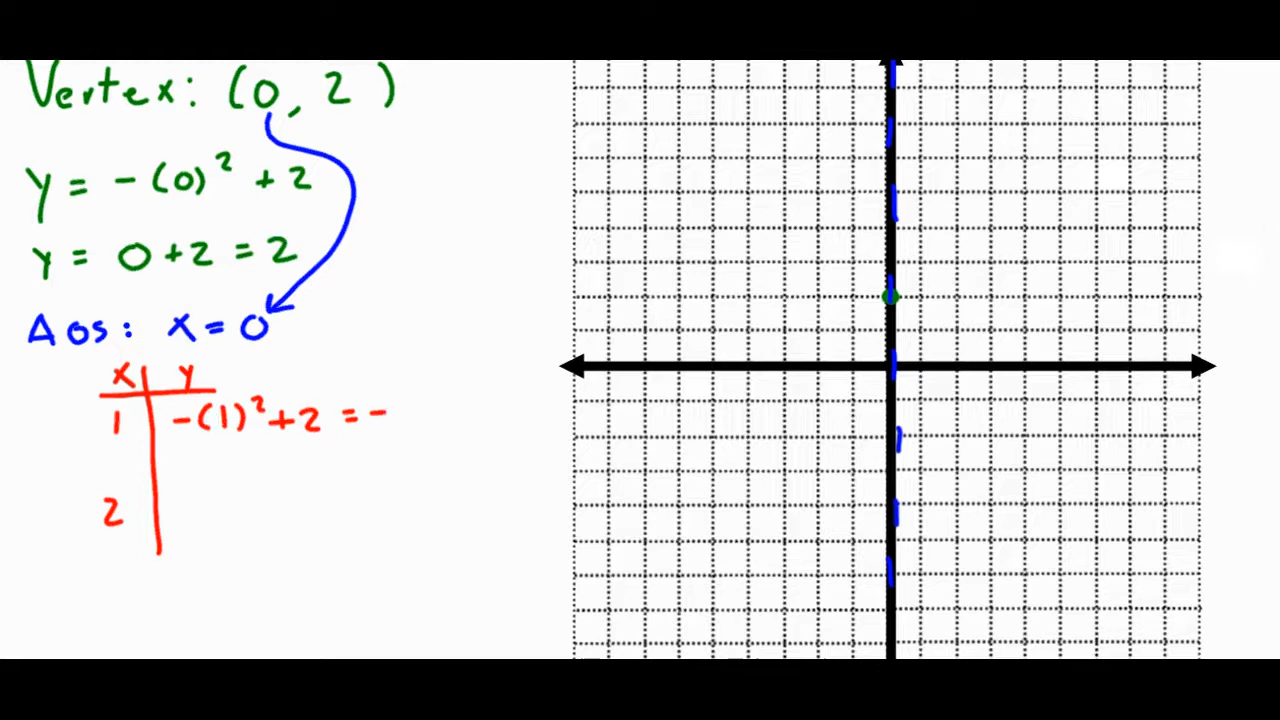 Vertex: (0, 2)
y = -(0)² + 2
y = 0 + 2 = 2
Aos: x = 0
x y
1 -(1)² + 2 = -
2